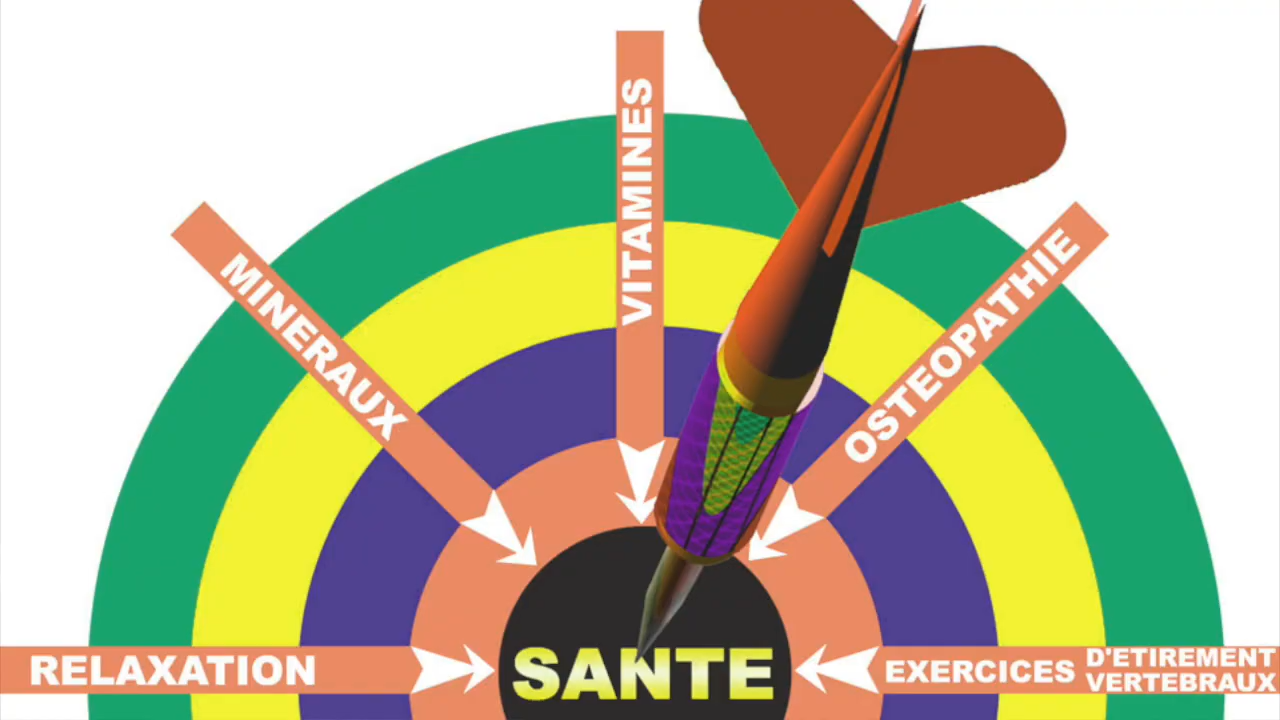 VITAMINES
MINERAUX
OSTEOPATHIE
RELAXATION
SANTE
EXERCICES D'ETIREMENT
VERTEBRAUX